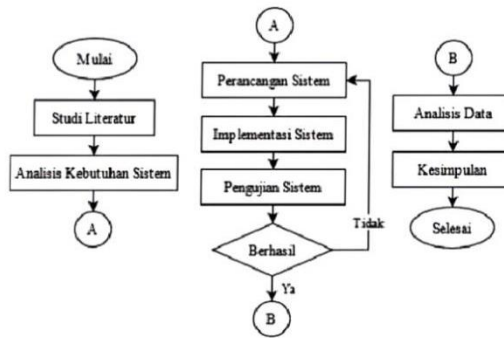 Mulai
Studi Literatur
Analisis Kebutuhan Sistem
A
A
Perancangan Sistem
Implementasi Sistem
Pengujian Sistem
Berhasil
Tidak
Ya
B
B
Analisis Data
Kesimpulan
Selesai